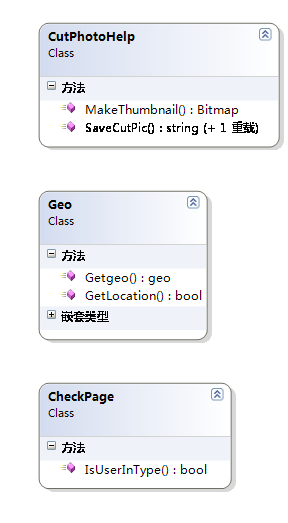 CutPhotoHelp
Class
方法
MakeThumbnail() : Bitmap
SaveCutPic() : string (+ 1 重载)
Geo
Class
方法
Getgeo() : geo
GetLocation() : bool
嵌套类型
CheckPage
Class
方法
IsUserInType() : bool